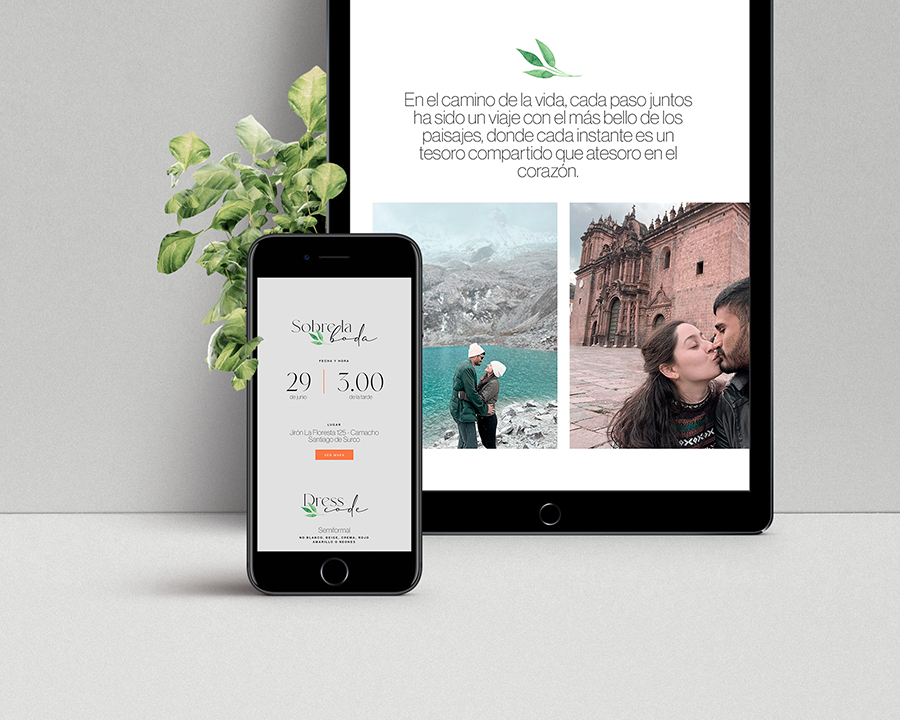 En el camino de la vida, cada paso juntos
ha sido un viaje con el más bello de los
paisajes, donde cada instante es un
tesoro compartido que atesoro en el
corazón.
Sobre la
boda
FECHA Y HORA
29
de junio
3.00
de la tarde
LUGAR
Jirón La Floresta 125 - Camacho
Santiago de Surco
VER MAPA
Dress
code
Semiformal
NO BLANCO, BEIGE, CREMA, ROJO
AMARILLO O NEONES